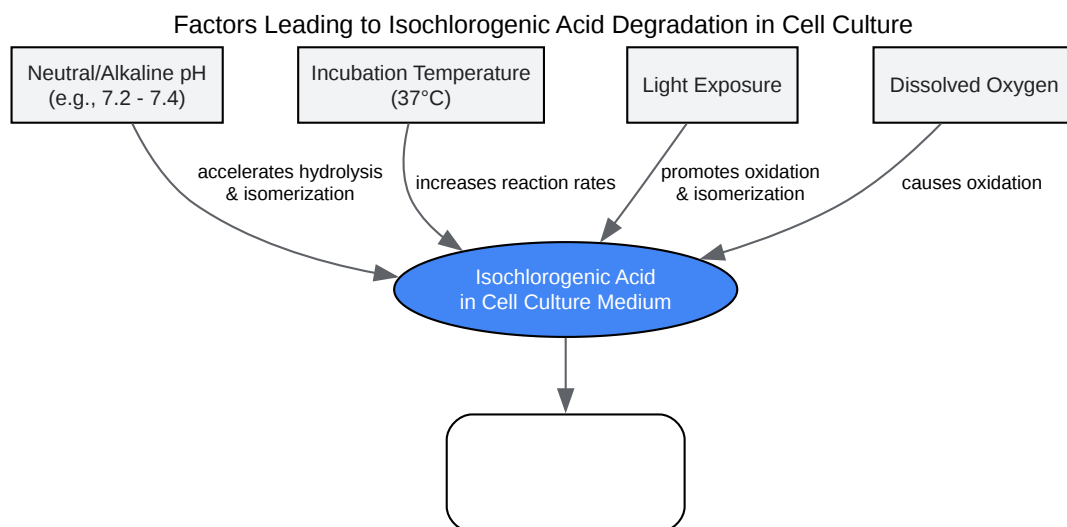 Factors Leading to Isochlorogenic Acid Degradation in Cell Culture
Neutral/Alkaline pH
(e.g., 7.2 - 7.4)
Incubation Temperature
(37°C)
Light Exposure
Dissolved Oxygen
accelerates hydrolysis
& isomerization
increases reaction rates
promotes oxidation
& isomerization
causes oxidation
Isochlorogenic Acid
in Cell Culture Medium